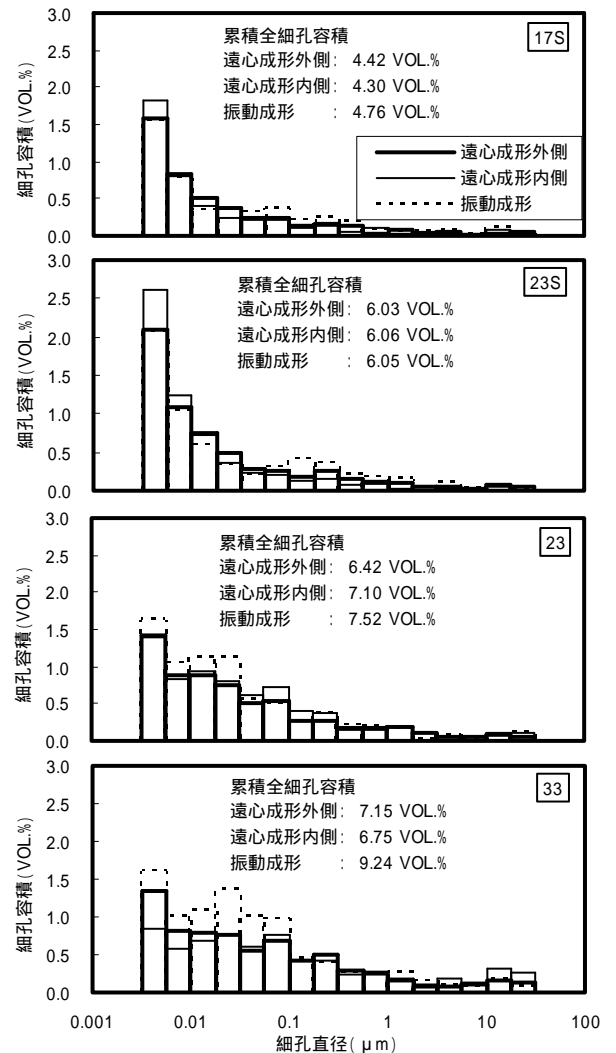 3.0
2.5
2.0
1.5
1.0
0.5
0.0
細孔容積(VOL.%)
17S
累積全細孔容積
遠心成形外側: 4.42 VOL.%
遠心成形内側: 4.30 VOL.%
振動成形 : 4.76 VOL.%
遠心成形外側
遠心成形内側
振動成形
3.0
2.5
2.0
1.5
1.0
0.5
0.0
細孔容積(VOL.%)
23S
累積全細孔容積
遠心成形外側: 6.03 VOL.%
遠心成形内側: 6.06 VOL.%
振動成形 : 6.05 VOL.%
3.0
2.5
2.0
1.5
1.0
0.5
0.0
細孔容積(VOL.%)
23
累積全細孔容積
遠心成形外側: 6.42 VOL.%
遠心成形内側: 7.10 VOL.%
振動成形 : 7.52 VOL.%
3.0
2.5
2.0
1.5
1.0
0.5
0.0
細孔容積(VOL.%)
33
累積全細孔容積
遠心成形外側: 7.15 VOL.%
遠心成形内側: 6.75 VOL.%
振動成形 : 9.24 VOL.%
0.001 0.01 0.1 1 10 100
細孔直径(μm)